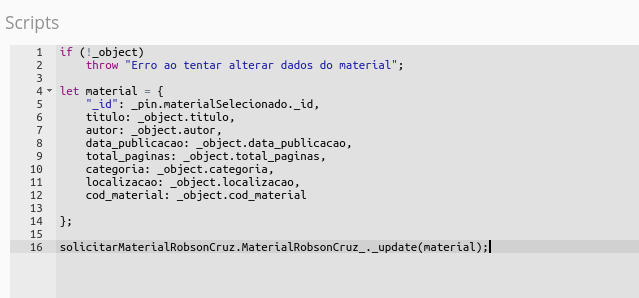 Scripts
1 if (!_object)
2     throw "Erro ao tentar alterar dados do material";
3
4 let material = {
5     "_id": _pin.materialSelecionado._id,
6     titulo: _object.titulo,
7     autor: _object.autor,
8     data_publicacao: _object.data_publicacao,
9     total_paginas: _object.total_paginas,
10     categoria: _object.categoria,
11     localizacao: _object.localizacao,
12     cod_material: _object.cod_material
13
14 };
15
16 solicitarMaterialRobsonCruz.MaterialRobsonCruz_._update(material);